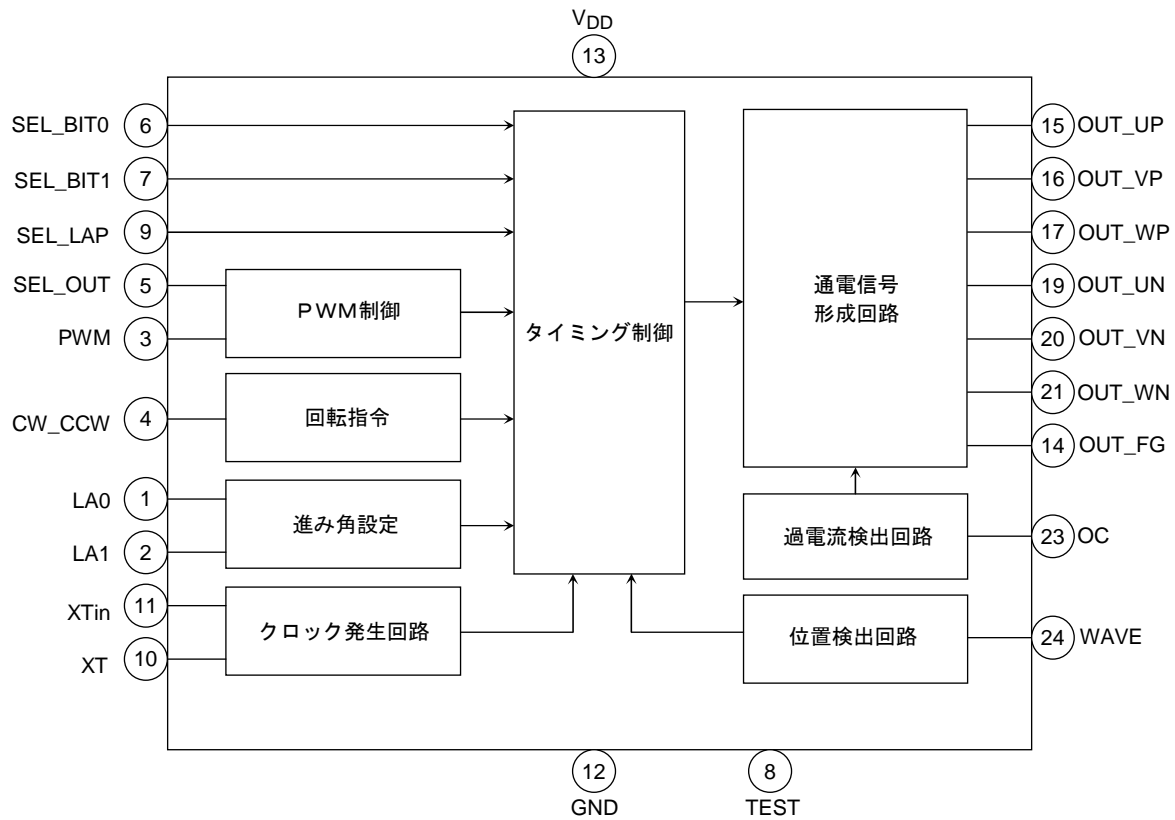 VDD
13
SEL_BIT0
6
SEL_BIT1
7
SEL_LAP
9
SEL_OUT
5
PWM
3
CW_CCW
4
LA0
1
LA1
2
XTin
11
XT
10
PWM制御
回転指令
進み角設定
クロック発生回路
タイミング制御
通電信号
形成回路
過電流検出回路
位置検出回路
15 OUT_UP
16 OUT_VP
17 OUT_WP
19 OUT_UN
20 OUT_VN
21 OUT_WN
14 OUT_FG
23 OC
24 WAVE
12
GND
8
TEST